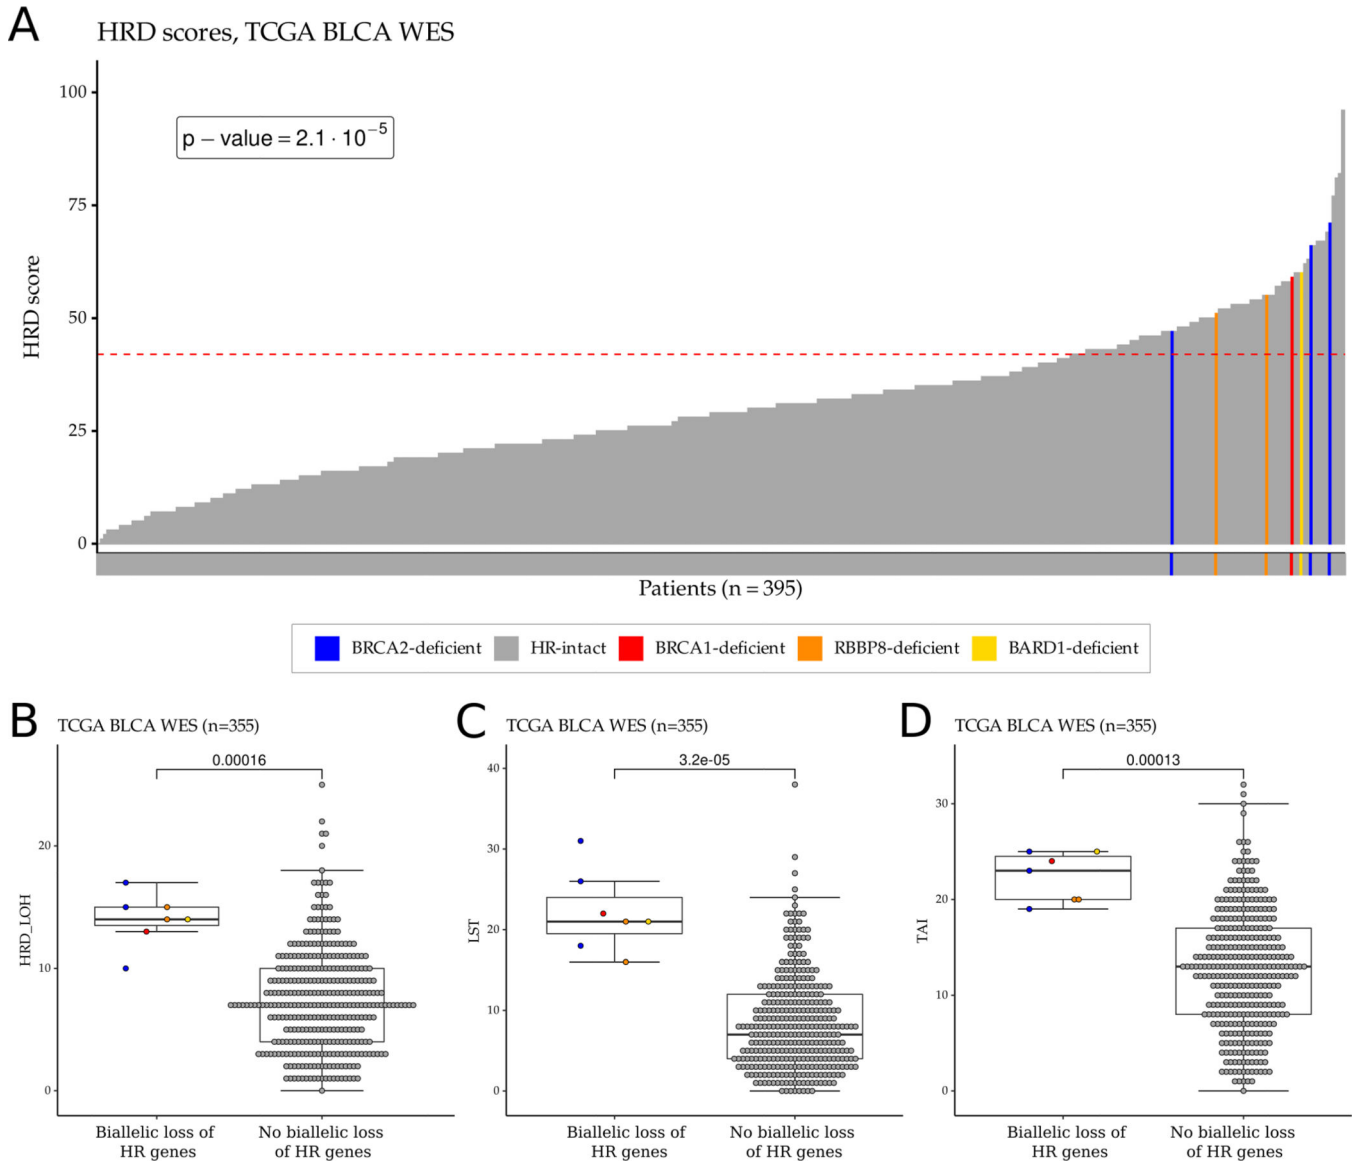 A
HRD scores, TCGA BLCA WES
p − value = 2.1 · 10⁻⁵
HRD score
100
75
50
25
0
Patients (n = 395)
BRCA2-deficient HR-intact BRCA1-deficient RBBP8-deficient BARD1-deficient
B
TCGA BLCA WES (n=355)
0.00016
HRD_LOH
20
10
0
Biallelic loss of
HR genes
No biallelic loss
of HR genes
C
TCGA BLCA WES (n=355)
3.2e-05
LST
40
30
20
10
0
Biallelic loss of
HR genes
No biallelic loss
of HR genes
D
TCGA BLCA WES (n=355)
0.00013
TAI
30
20
10
0
Biallelic loss of
HR genes
No biallelic loss
of HR genes